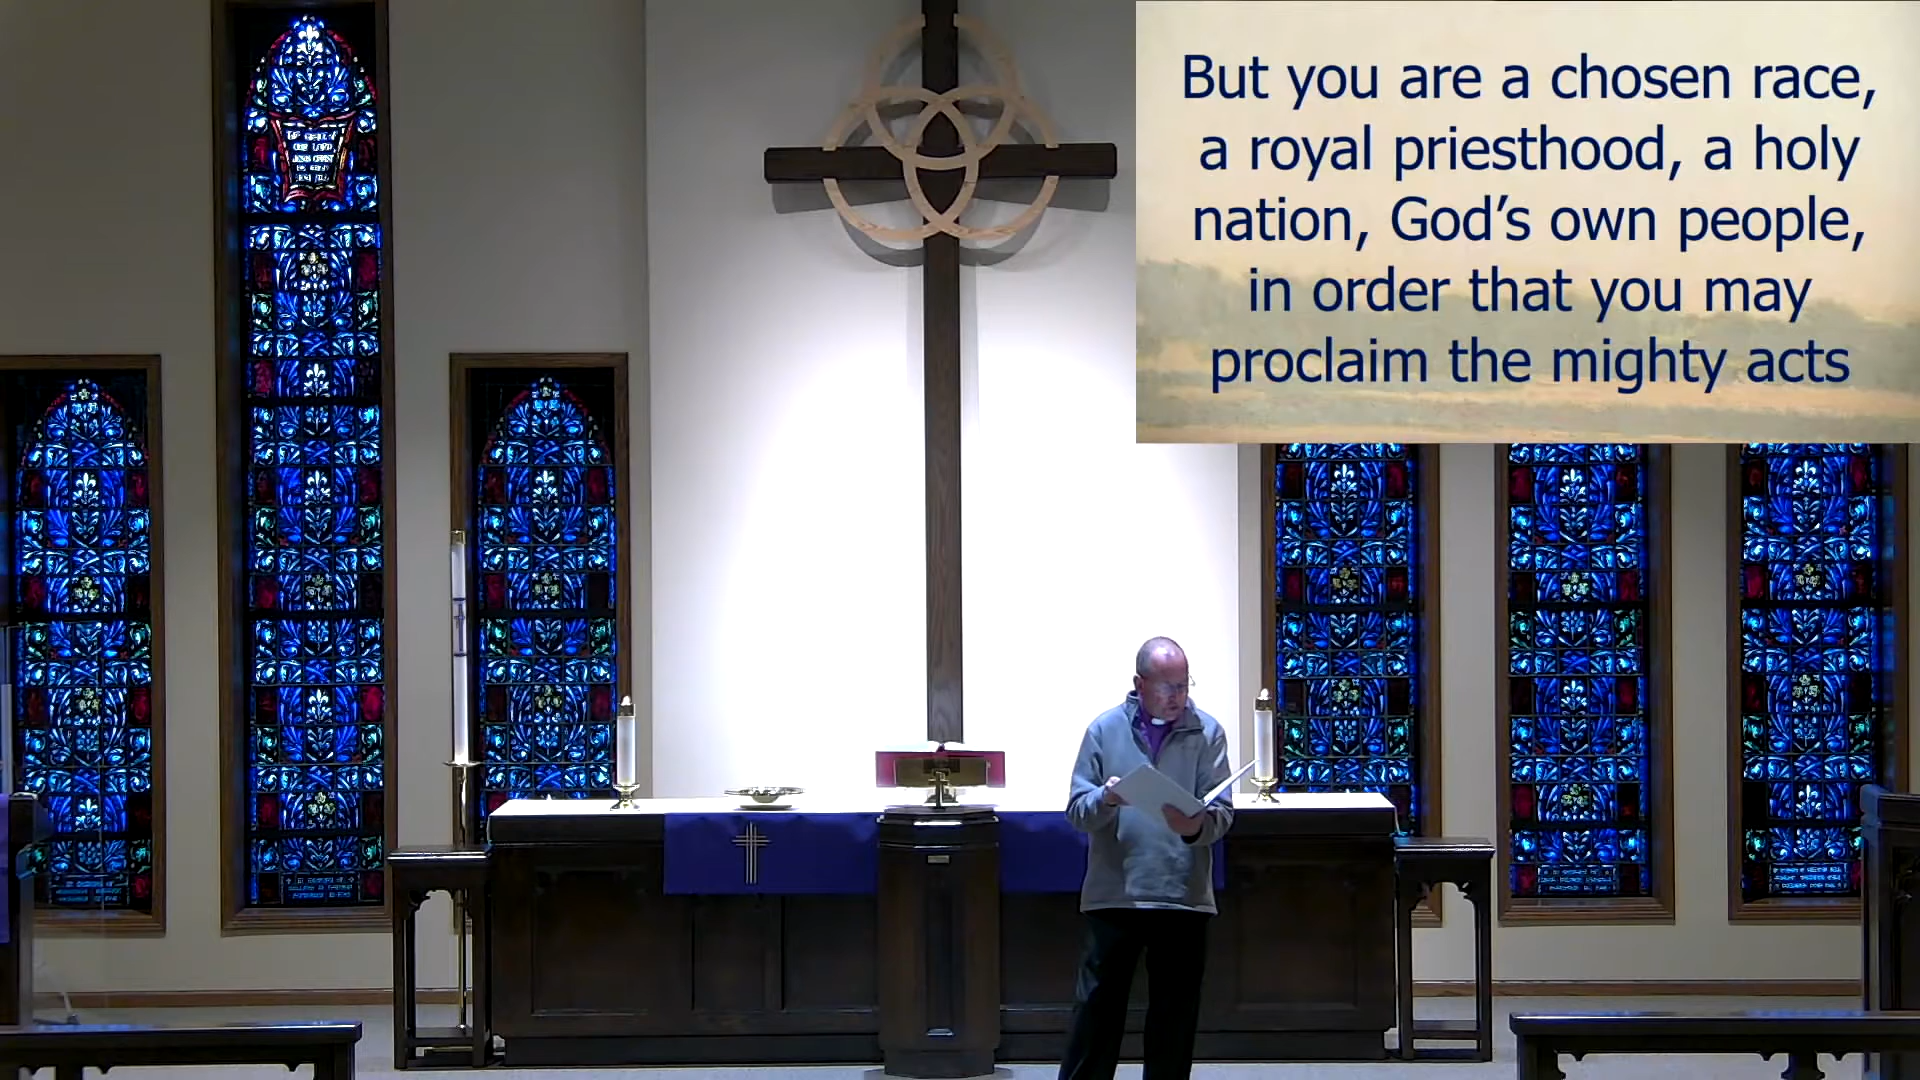 But you are a chosen race,
a royal priesthood, a holy
nation, God’s own people,
in order that you may
proclaim the mighty acts